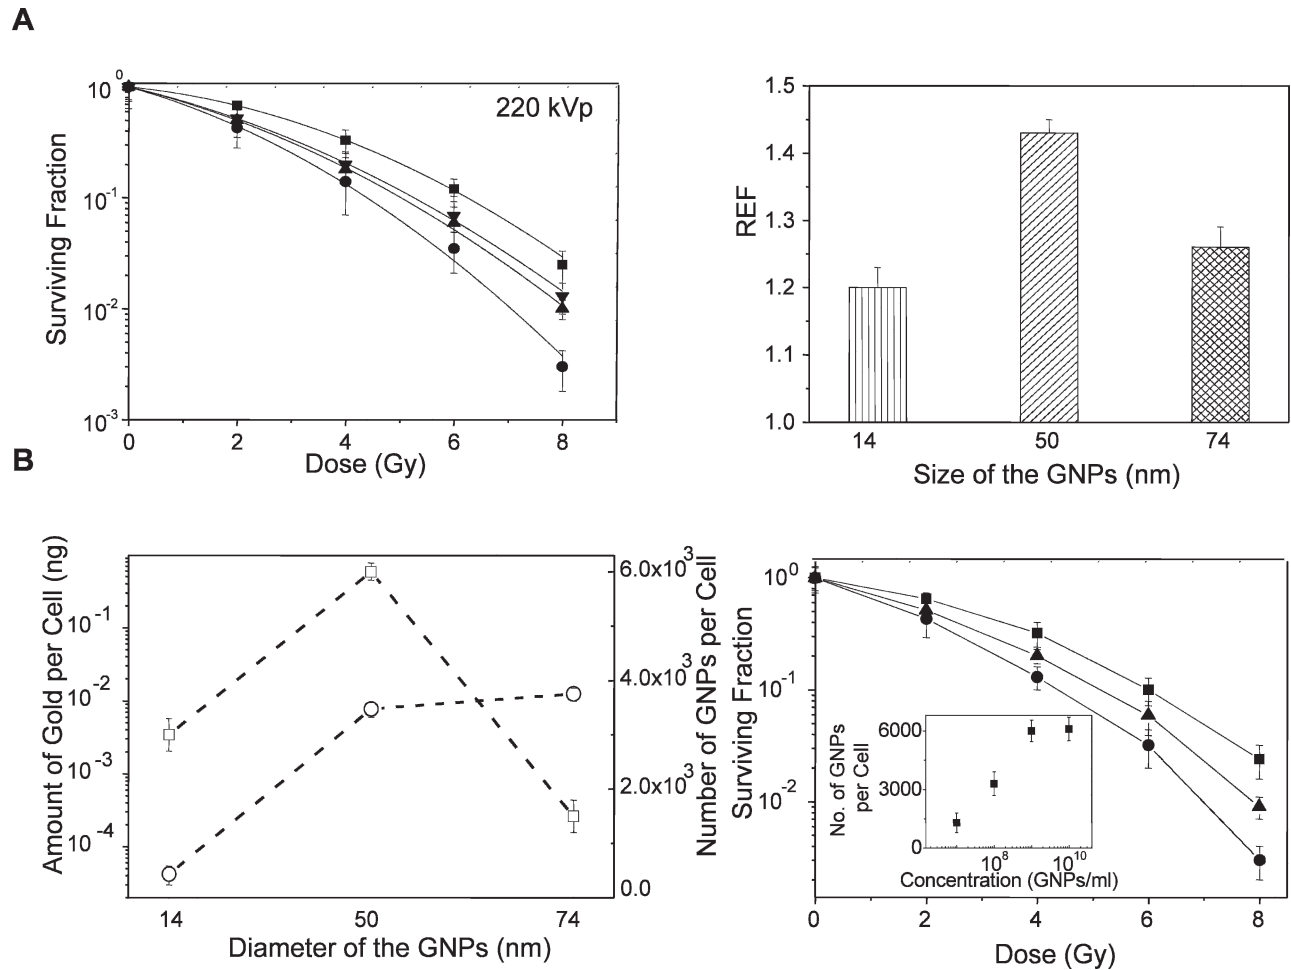 A
220 kVp
Surviving Fraction
10^0
10^-1
10^-2
10^-3
0 2 4 6 8
Dose (Gy)
REF
1.5
1.4
1.3
1.2
1.1
1.0
14 50 74
Size of the GNPs (nm)
B
Amount of Gold per Cell (ng)
10^-1
10^-2
10^-3
10^-4
Number of GNPs per Cell
6.0x10^3
4.0x10^3
2.0x10^3
0.0
14 50 74
Diameter of the GNPs (nm)
Surviving Fraction
10^0
10^-1
10^-2
No. of GNPs
per Cell
6000
3000
0
10^8 10^10
Concentration (GNPs/ml)
0 2 4 6 8
Dose (Gy)